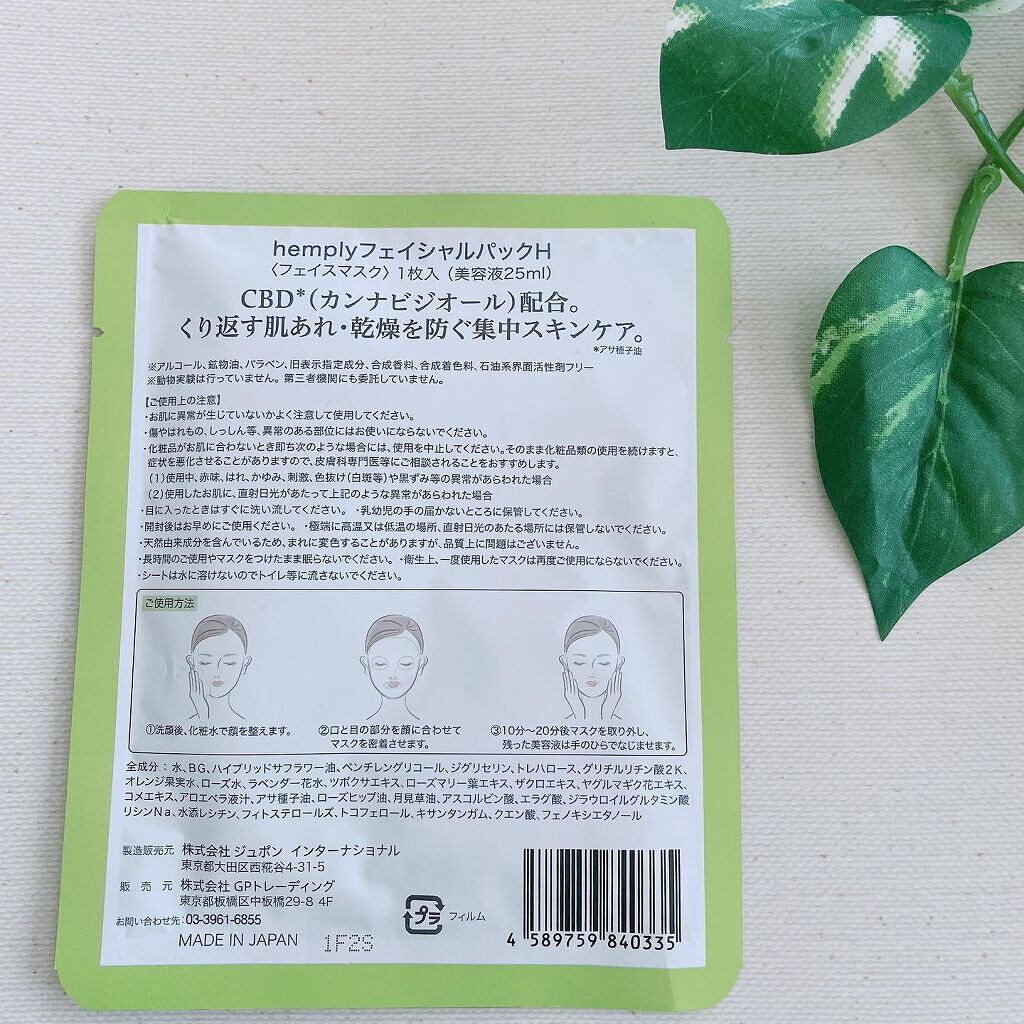 hemplyフェイシャルパックH
〈フェイスマスク〉1枚入 (美容液25ml)
CBD*(カンナビジオール)配合。
くり返す肌あれ・乾燥を防ぐ集中スキンケア。
*アサ種子油
※アルコール、鉱物油、パラベン、旧表示指定成分、合成香料、合成着色料、石油系界面活性剤フリー
※動物実験は行っていません。第三者機関にも委託していません。
【ご使用上の注意】
・お肌に異常が生じていないかよく注意して使用してください。
・傷やはれもの、しっしん等、異常のある部位にはお使いにならないでください。
・化粧品がお肌に合わないとき即ち次のような場合には、使用を中止してください。そのまま化粧品類の使用を続けますと、
症状を悪化させることがありますので、皮膚科専門医等にご相談されることをおすすめします。
(1)使用中、赤味、はれ、かゆみ、刺激、色抜け(白斑等)や黒ずみ等の異常があらわれた場合
(2)使用したお肌に、直射日光があたって上記のような異常があらわれた場合
・目に入ったときはすぐに洗い流してください。 ・乳幼児の手の届かないところに保管してください。
・開封後はお早めにご使用ください。 ・極端に高温又は低温の場所、直射日光のあたる場所には保管しないでください。
・天然由来成分を含んでいるため、まれに変色することがありますが、品質上に問題はございません。
・長時間のご使用やマスクをつけたまま眠らないでください。 ・衛生上、一度使用したマスクは再度ご使用にならないでください。
・シートは水に溶けないのでトイレ等に流さないでください。
ご使用方法
①洗顔後、化粧水で顔を整えます。
②口と目の部分を顔に合わせて
マスクを密着させます。
③10分〜20分後マスクを取り外し、
残った美容液は手のひらでなじませます。
全成分:水、BG、ハイブリッドサフラワー油、ペンチレングリコール、ジグリセリン、トレハロース、グリチルリチン酸2K、
オレンジ果実水、ローズ水、ラベンダー花水、ツボクサエキス、ローズマリー葉エキス、ザクロエキス、ヤグルマギク花エキス、
コメエキス、アロエベラ液汁、アサ種子油、ローズヒップ油、月見草油、アスコルビン酸、エラグ酸、ジラウロイルグルタミン酸
リシンNa、水添レシチン、フィトステロールズ、トコフェロール、キサンタンガム、クエン酸、フェノキシエタノール
製造販売元 株式会社 ジュポン インターナショナル
東京都大田区西糀谷4-31-5
販売元 株式会社 GPトレーディング
東京都板橋区中板橋29-8 4F
お問い合わせ先:03-3961-6855
MADE IN JAPAN 1F2S
プラ フィルム
4 589759 840335